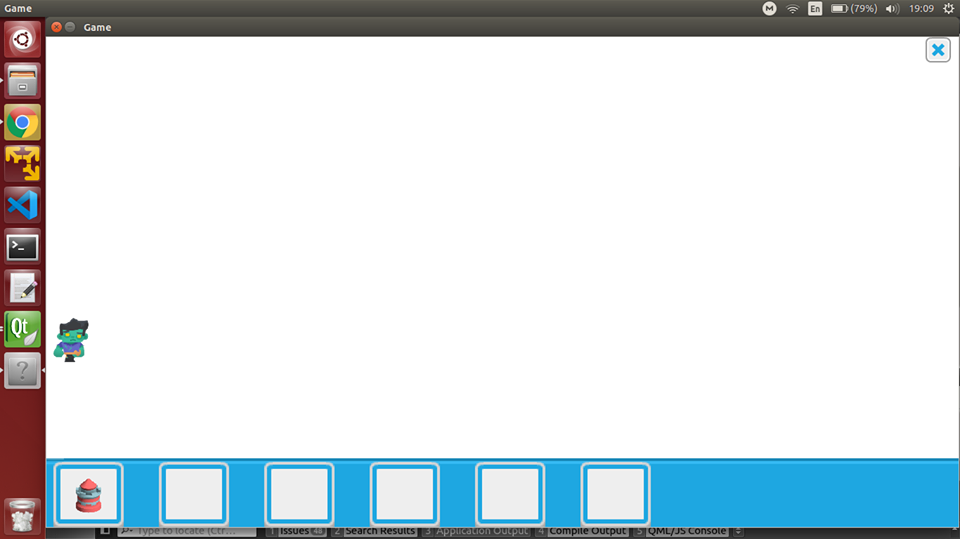 Game
M
En
(79%)
19:09
Game
>_
Qt
?
Type to locate (Ctrl...
1 Issues
2 Search Results
3 Application Output
4 Compile Output
5 QML/JS Console